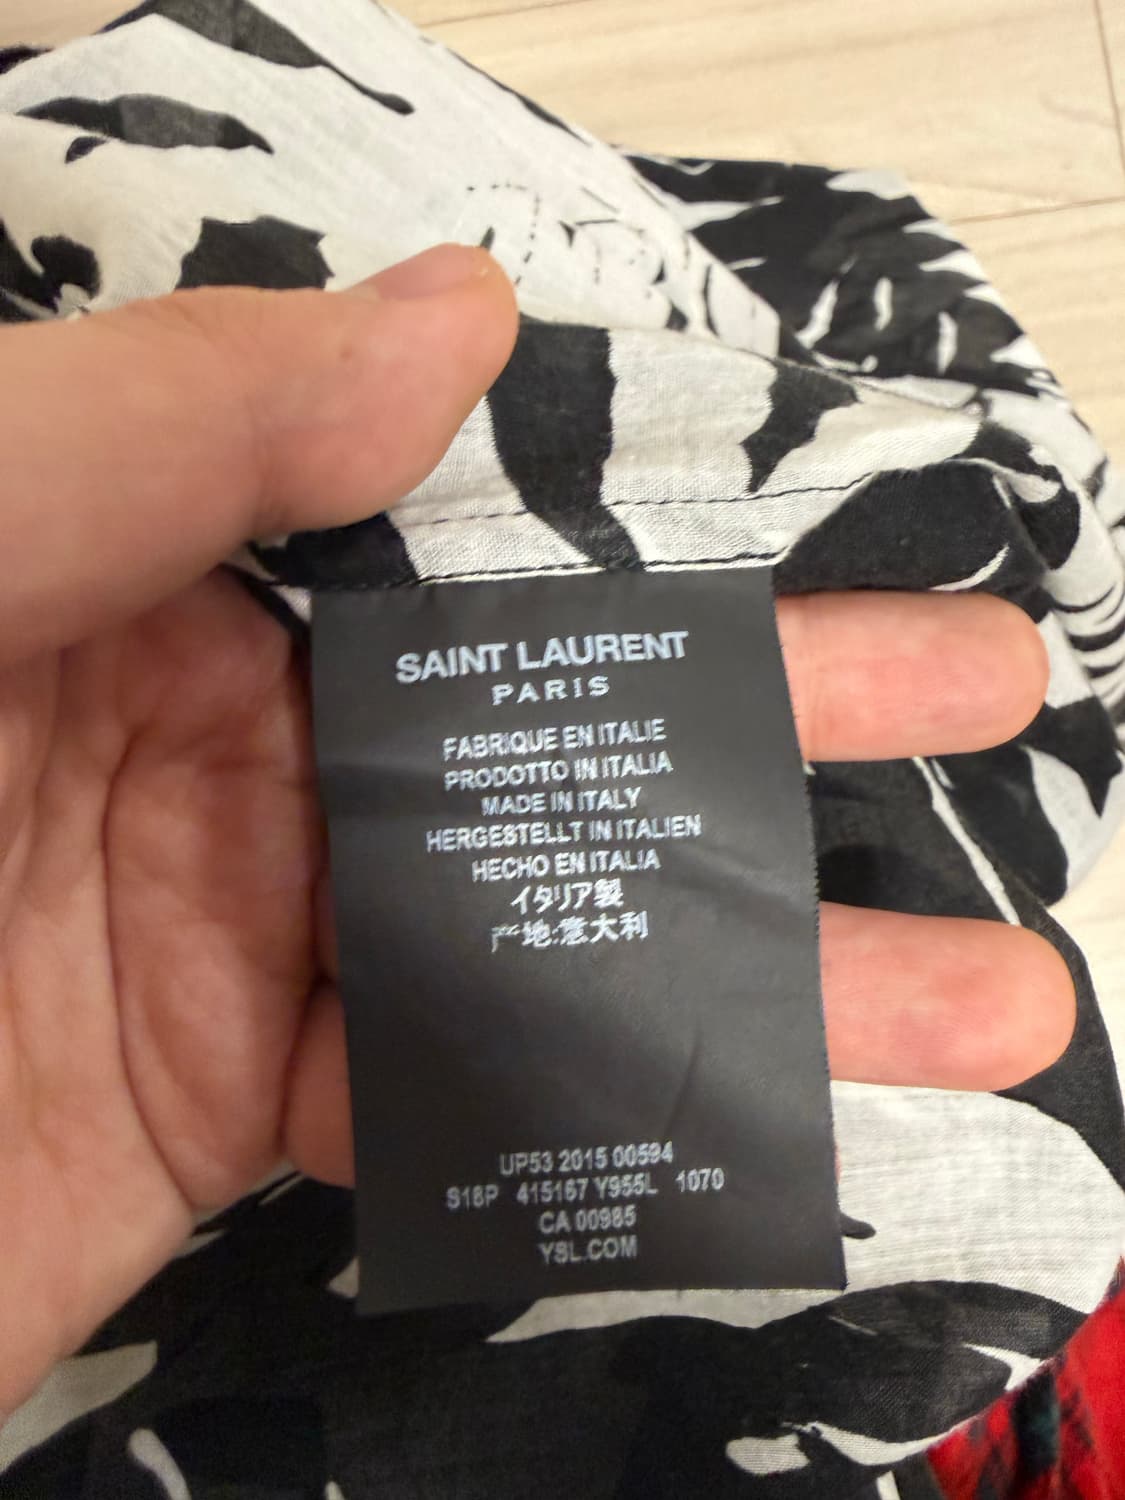 SAINT LAURENT
PARIS
FABRIQUE EN ITALIE
PRODOTTO IN ITALIA
MADE IN ITALY
HERGESTELLT IN ITALIEN
HECHO EN ITALIA
イタリア製
产地:意大利
UP53 2015 00594
S16P 415167 Y955L 1070
CA 00985
YSL.COM